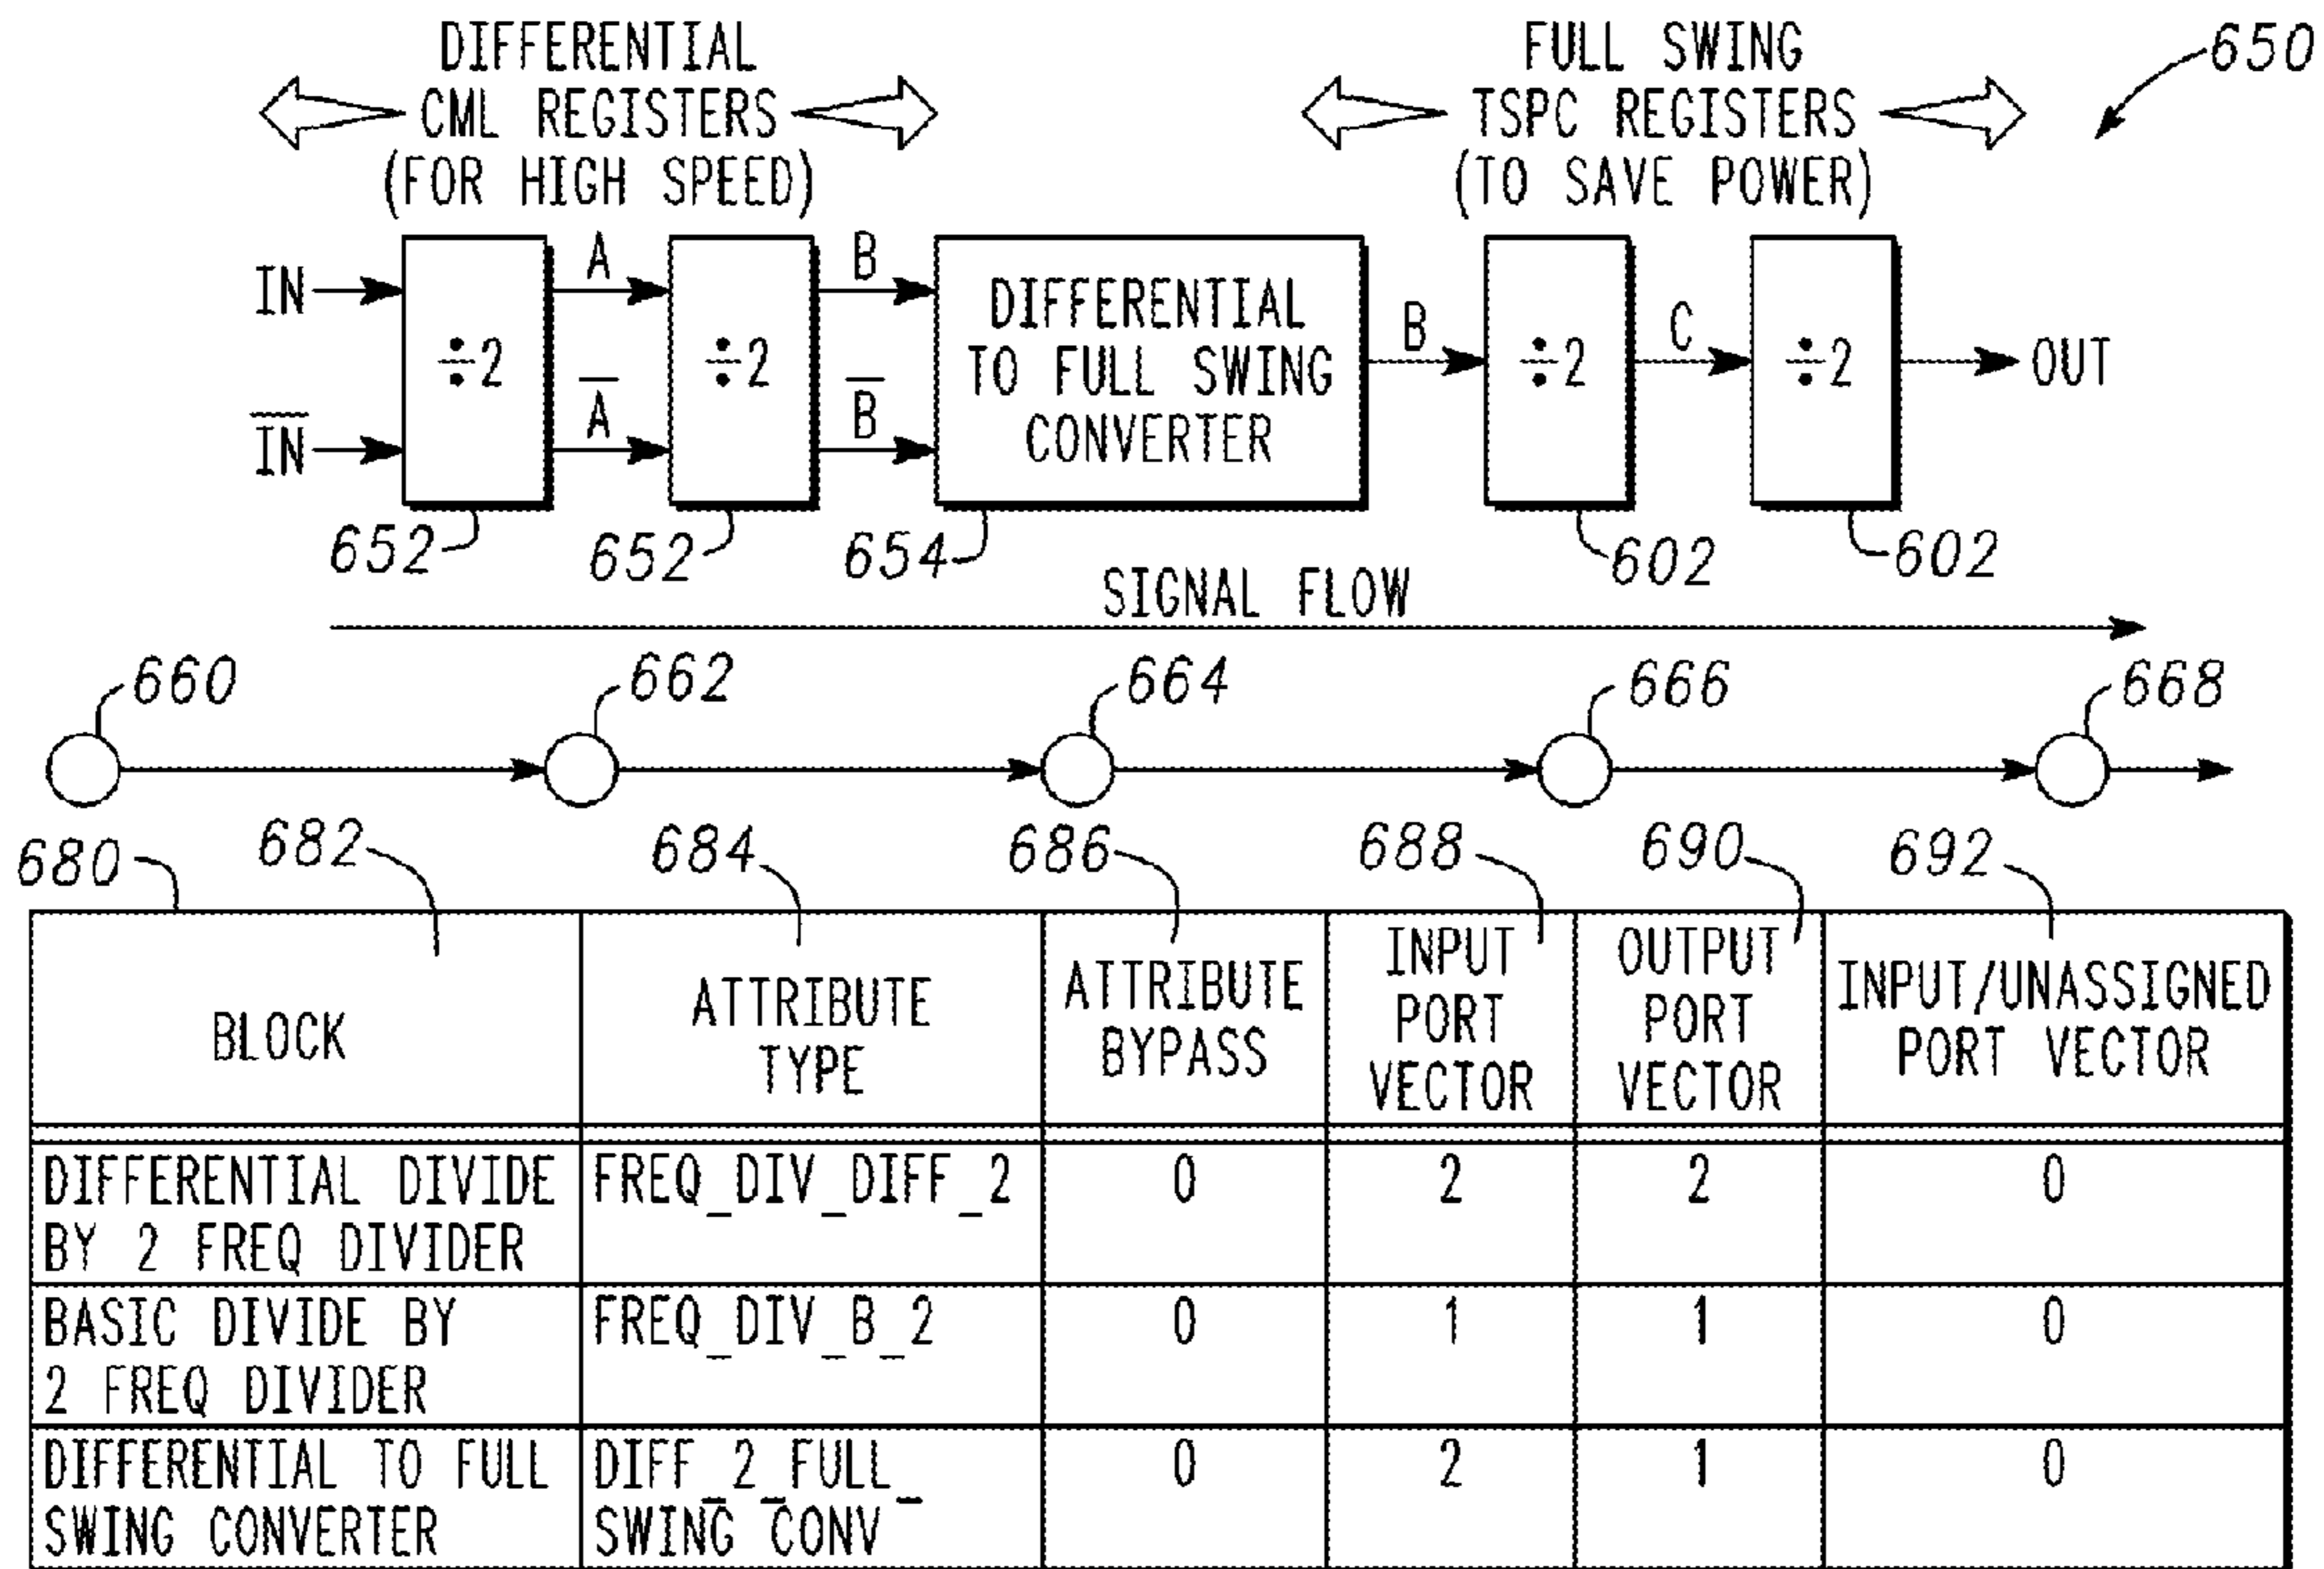 DIFFERENTIAL
CML REGISTERS
(FOR HIGH SPEED)
FULL SWING
TSPC REGISTERS
(TO SAVE POWER)
650
IN
A
B
IN̅
A̅
B̅
÷2
÷2
DIFFERENTIAL
TO FULL SWING
CONVERTER
B
÷2
C
÷2
OUT
652
652
654
602
602
SIGNAL FLOW
660
662
664
666
668
680
682
684
686
688
690
692
BLOCK
ATTRIBUTE
TYPE
ATTRIBUTE
BYPASS
INPUT
PORT
VECTOR
OUTPUT
PORT
VECTOR
INPUT/UNASSIGNED
PORT VECTOR
DIFFERENTIAL DIVIDE
BY 2 FREQ DIVIDER
FREQ_DIV_DIFF_2
0
2
2
0
BASIC DIVIDE BY
2 FREQ DIVIDER
FREQ_DIV_B_2
0
1
1
0
DIFFERENTIAL TO FULL
SWING CONVERTER
DIFF_2_FULL_
SWING_CONV
0
2
1
0